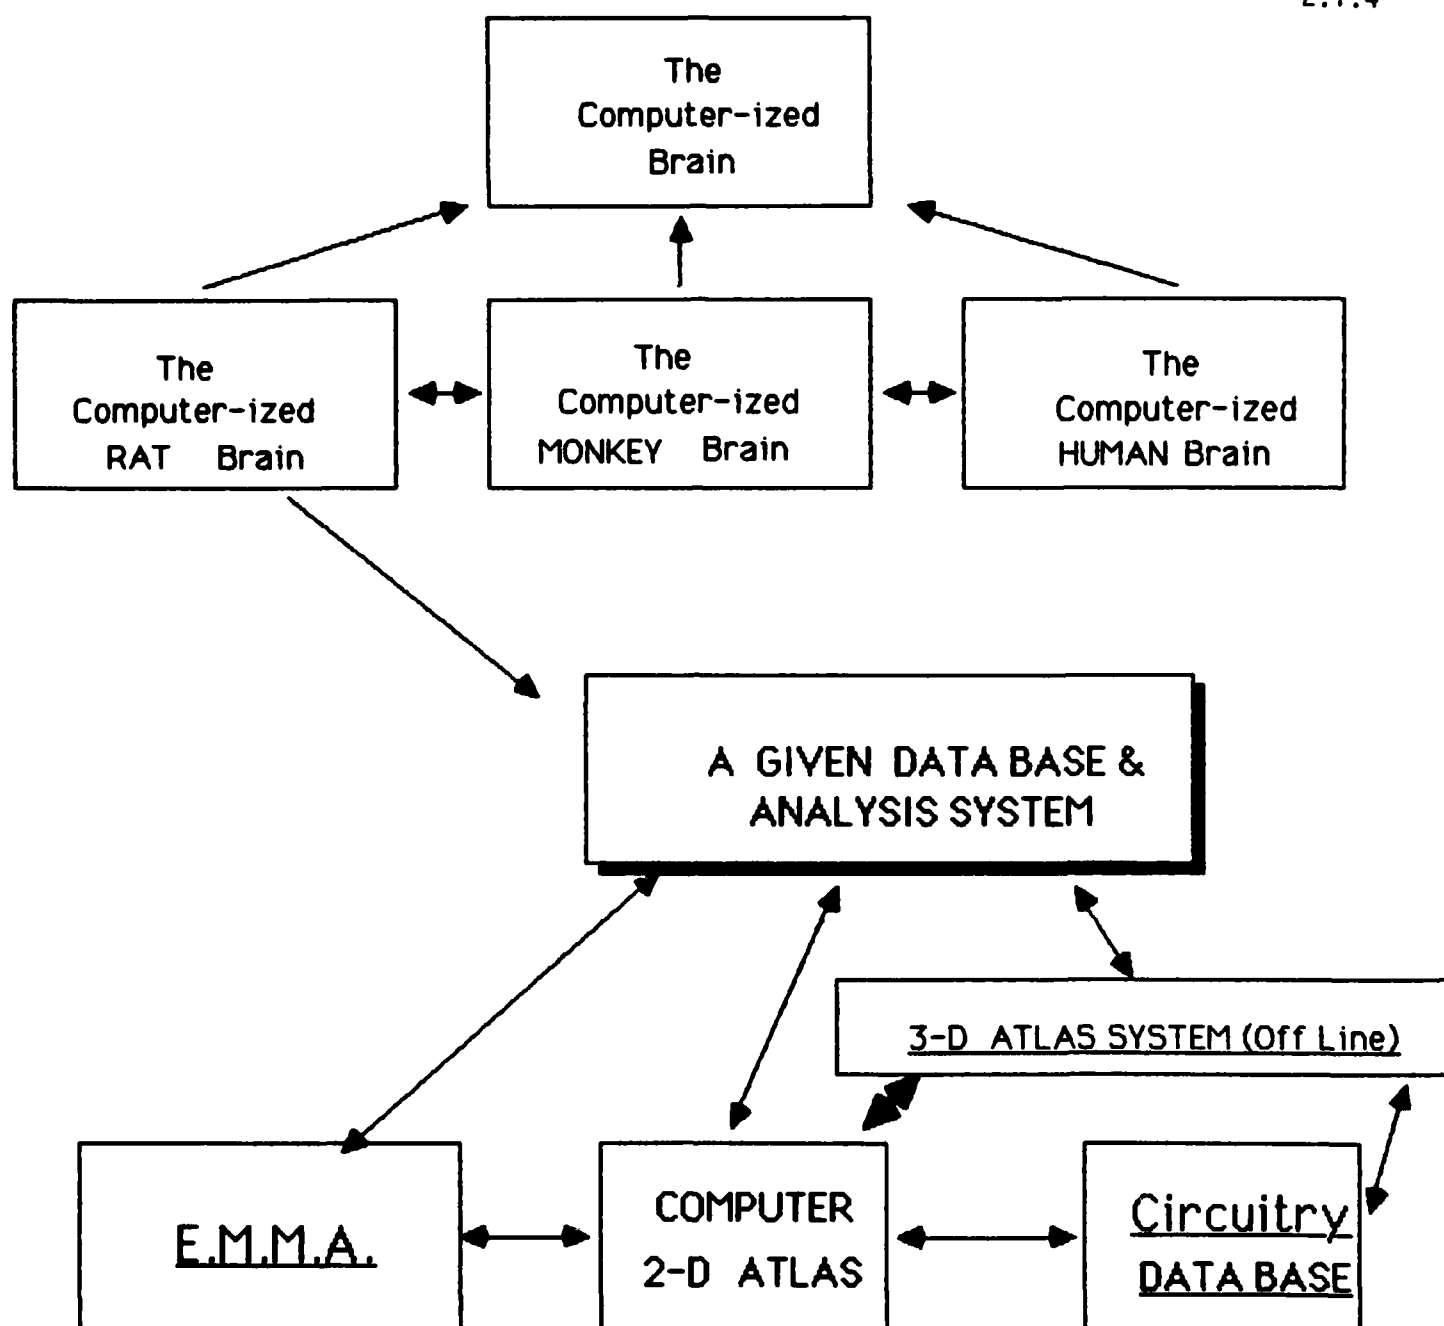 The
Computer-ized
Brain
The
Computer-ized
RAT Brain
The
Computer-ized
MONKEY Brain
The
Computer-ized
HUMAN Brain
A GIVEN DATA BASE &
ANALYSIS SYSTEM
3-D ATLAS SYSTEM (Off Line)
E.M.M.A.
COMPUTER
2-D ATLAS
Circuitry
DATA BASE